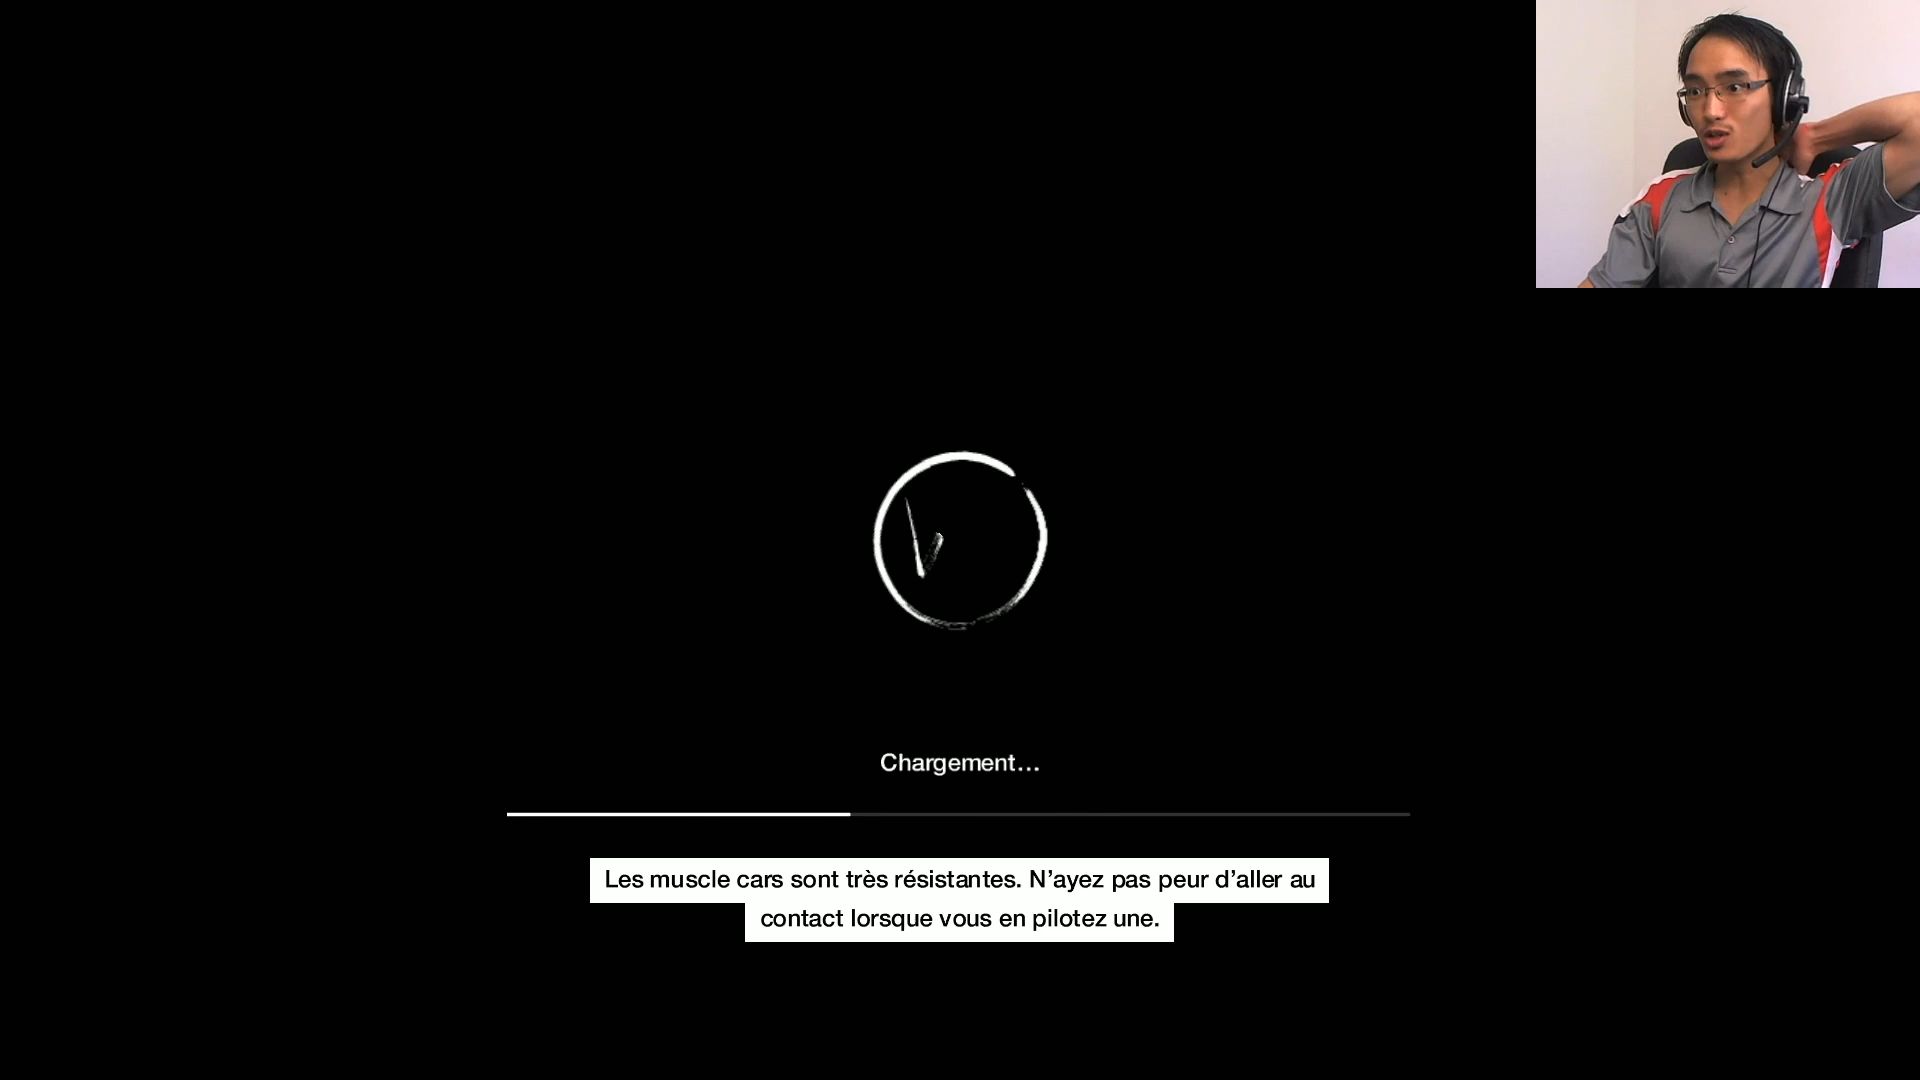 Chargement...
Les muscle cars sont très résistantes. N’ayez pas peur d’aller au
contact lorsque vous en pilotez une.